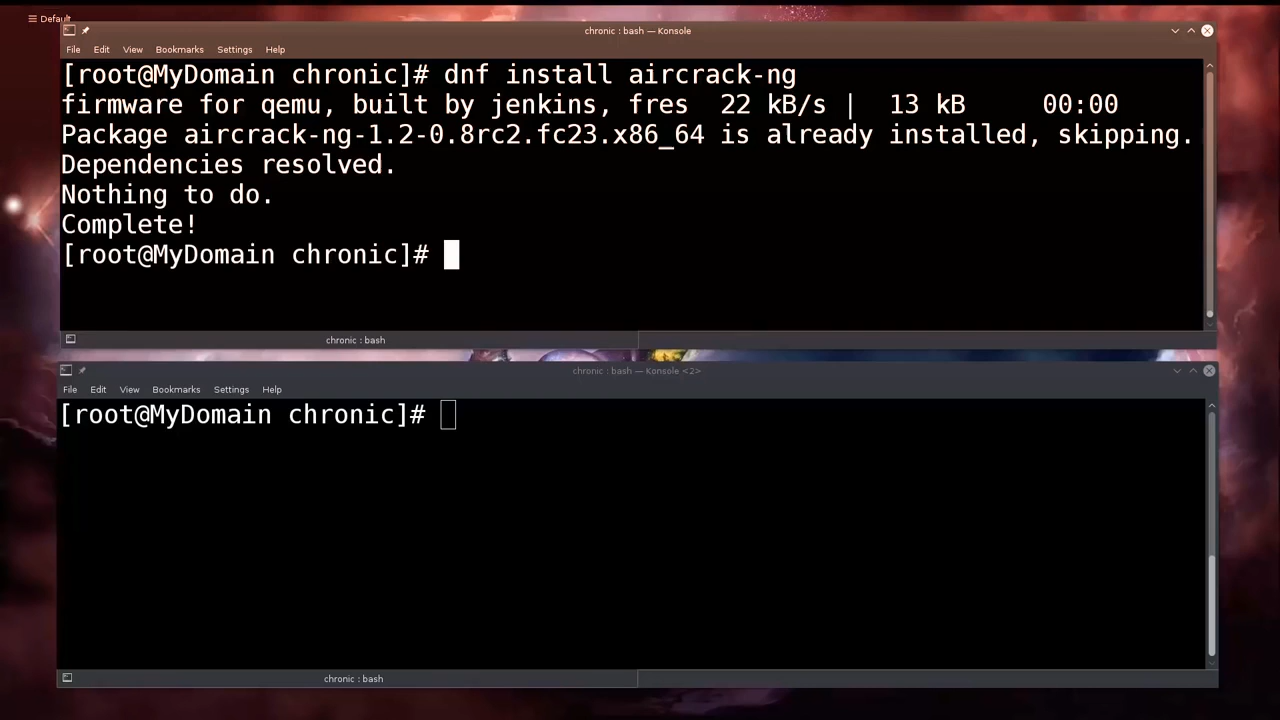 Default
chronic : bash — Konsole
File Edit View Bookmarks Settings Help
[root@MyDomain chronic]# dnf install aircrack-ng
firmware for qemu, built by jenkins, fres  22 kB/s |  13 kB     00:00
Package aircrack-ng-1.2-0.8rc2.fc23.x86_64 is already installed, skipping.
Dependencies resolved.
Nothing to do.
Complete!
[root@MyDomain chronic]#
chronic : bash
chronic : bash — Konsole <2>
File Edit View Bookmarks Settings Help
[root@MyDomain chronic]#
chronic : bash